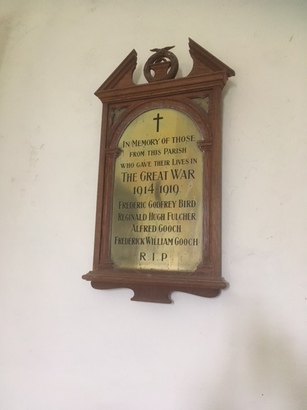 IN MEMORY OF THOSE
FROM THIS PARISH
WHO GAVE THEIR LIVES IN
THE GREAT WAR
1914 1919
FREDERIC GODFREY BIRD
REGINALD HUGH FULCHER
ALFRED GOOCH
FREDERICK WILLIAM GOOCH
R I P